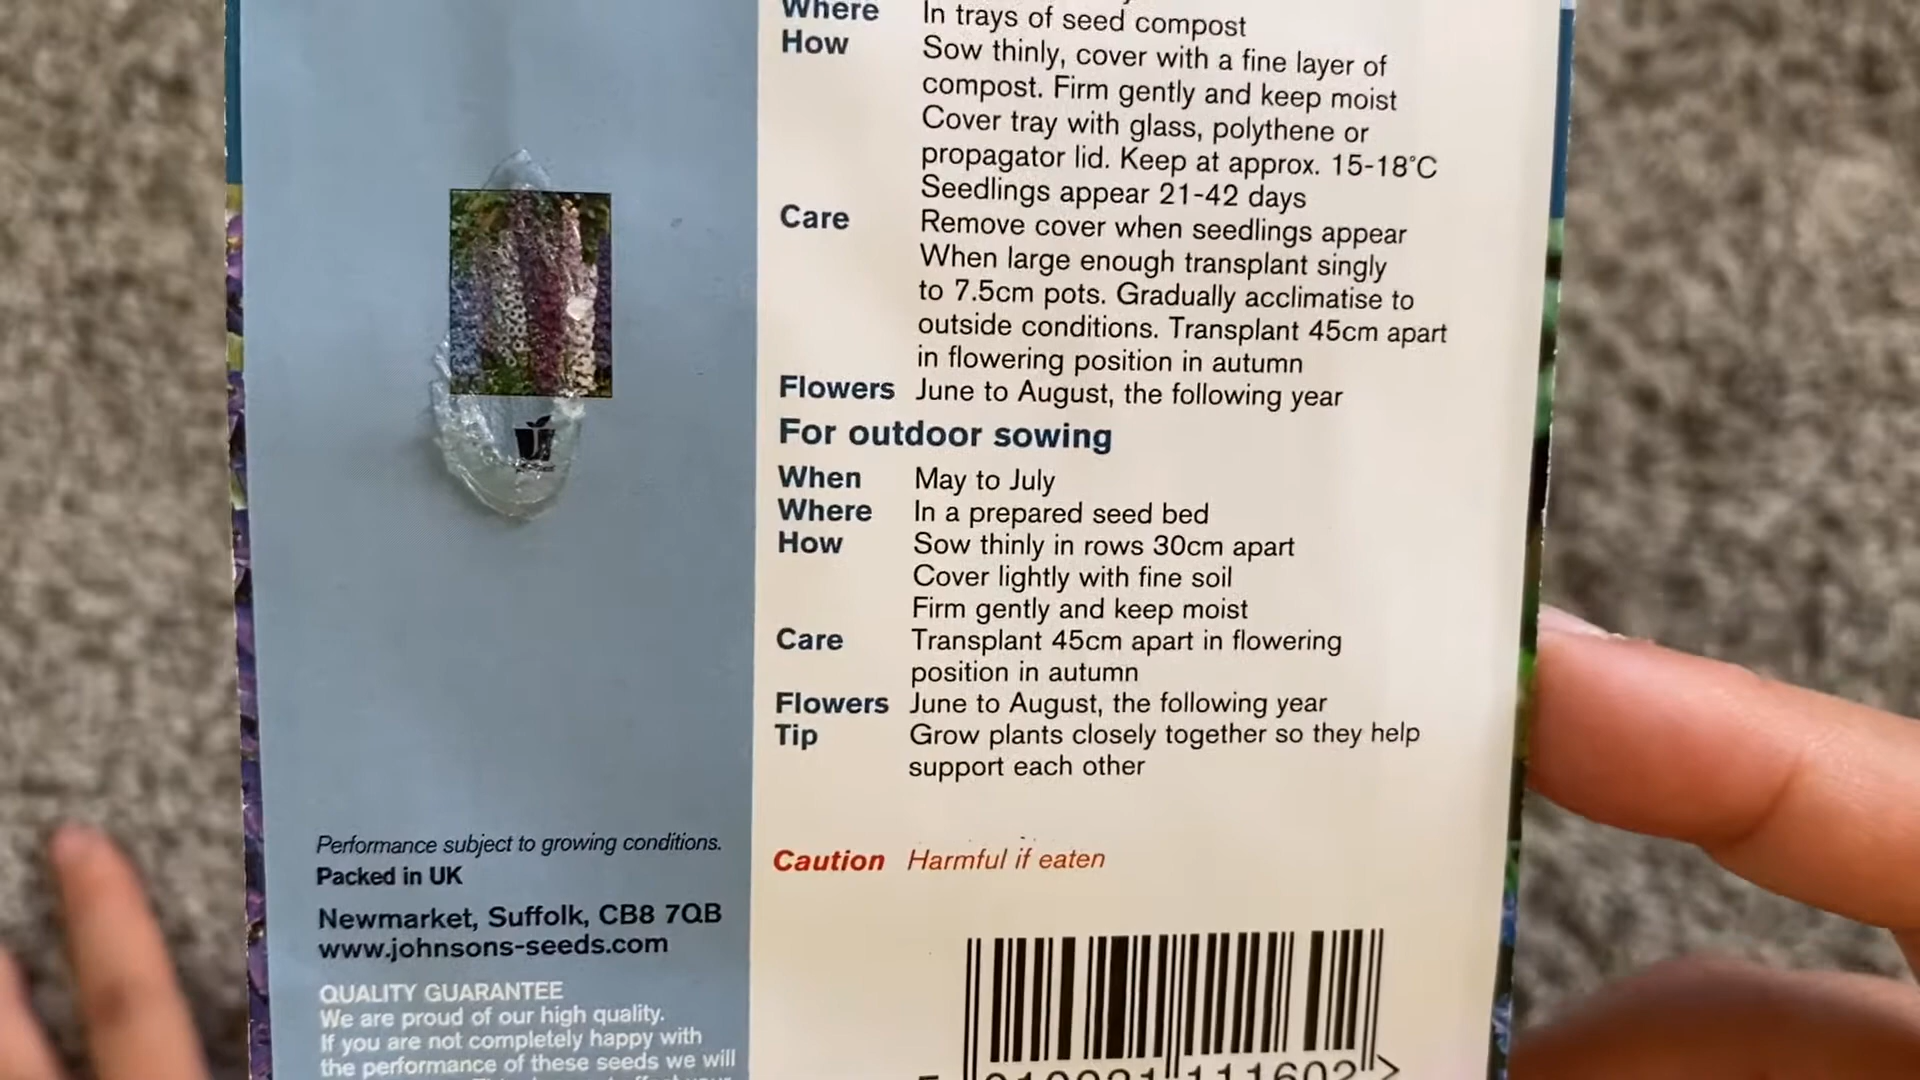 Where In trays of seed compost
How Sow thinly, cover with a fine layer of
compost. Firm gently and keep moist
Cover tray with glass, polythene or
propagator lid. Keep at approx. 15-18°C
Seedlings appear 21-42 days
Care Remove cover when seedlings appear
When large enough transplant singly
to 7.5cm pots. Gradually acclimatise to
outside conditions. Transplant 45cm apart
in flowering position in autumn
Flowers June to August, the following year
For outdoor sowing
When May to July
Where In a prepared seed bed
How Sow thinly in rows 30cm apart
Cover lightly with fine soil
Firm gently and keep moist
Care Transplant 45cm apart in flowering
position in autumn
Flowers June to August, the following year
Tip Grow plants closely together so they help
support each other
Caution Harmful if eaten
Performance subject to growing conditions.
Packed in UK
Newmarket, Suffolk, CB8 7QB
www.johnsons-seeds.com
QUALITY GUARANTEE
We are proud of our high quality.
If you are not completely happy with
the performance of these seeds we will